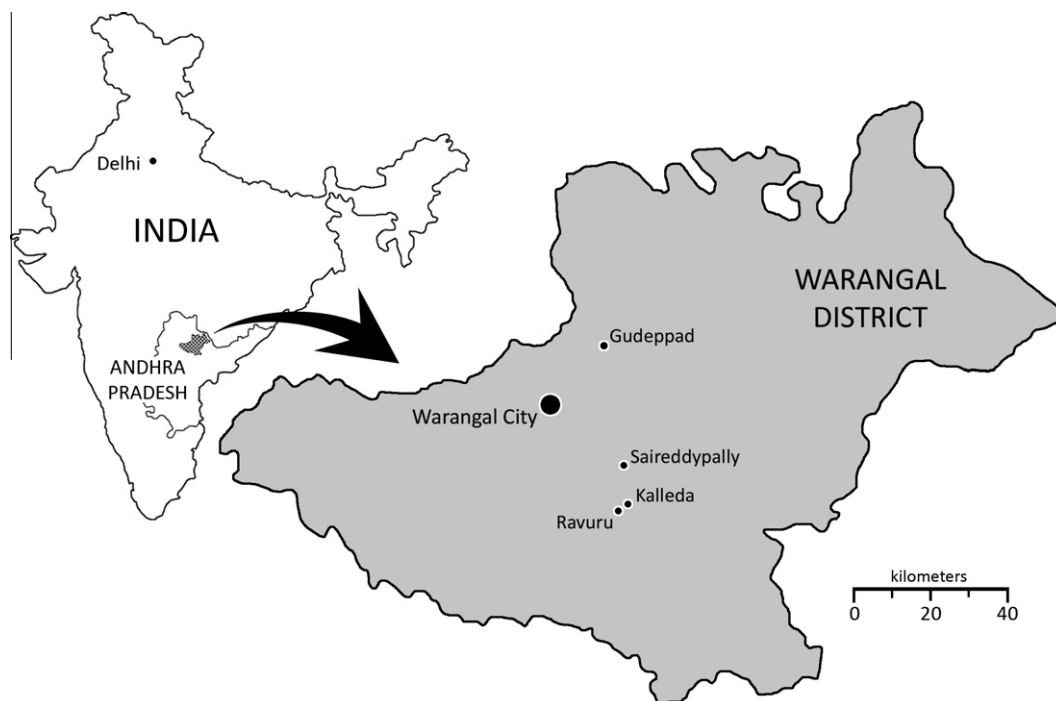 Delhi
INDIA
ANDHRA
PRADESH
WARANGAL
DISTRICT
Gudeppad
Warangal City
Saireddypally
Kalleda
Ravuru
kilometers
0 20 40